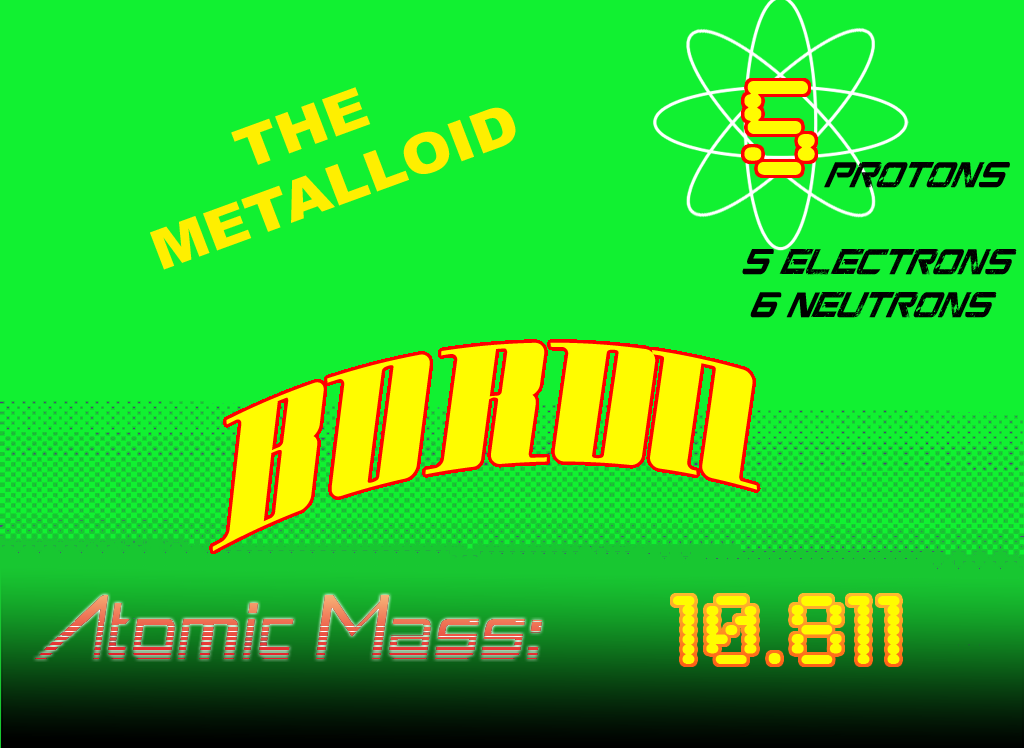 THE
METALLOID
5
PROTONS
5 ELECTRONS
6 NEUTRONS
BORON
Atomic Mass: 10.811